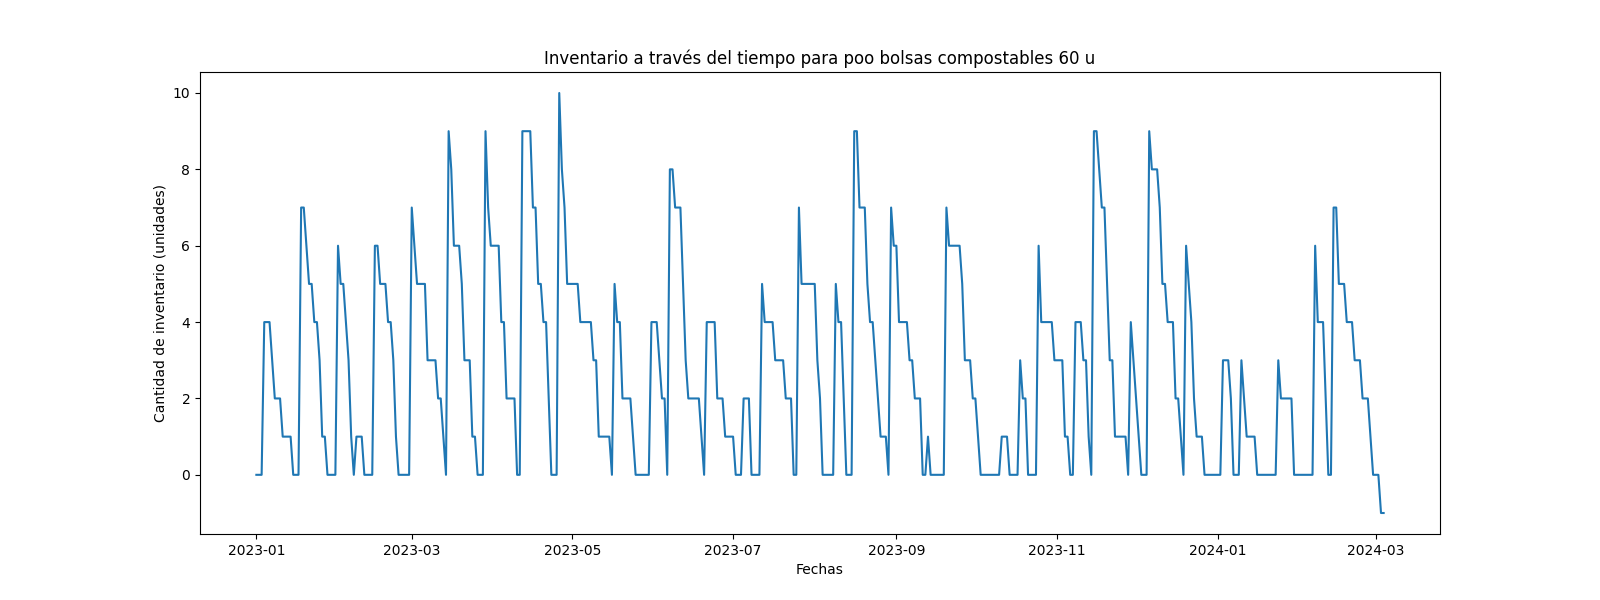 Inventario a través del tiempo para poo bolsas compostables 60 u
Cantidad de inventario (unidades)
10
8
6
4
2
0
2023-01 2023-03 2023-05 2023-07 2023-09 2023-11 2024-01 2024-03
Fechas